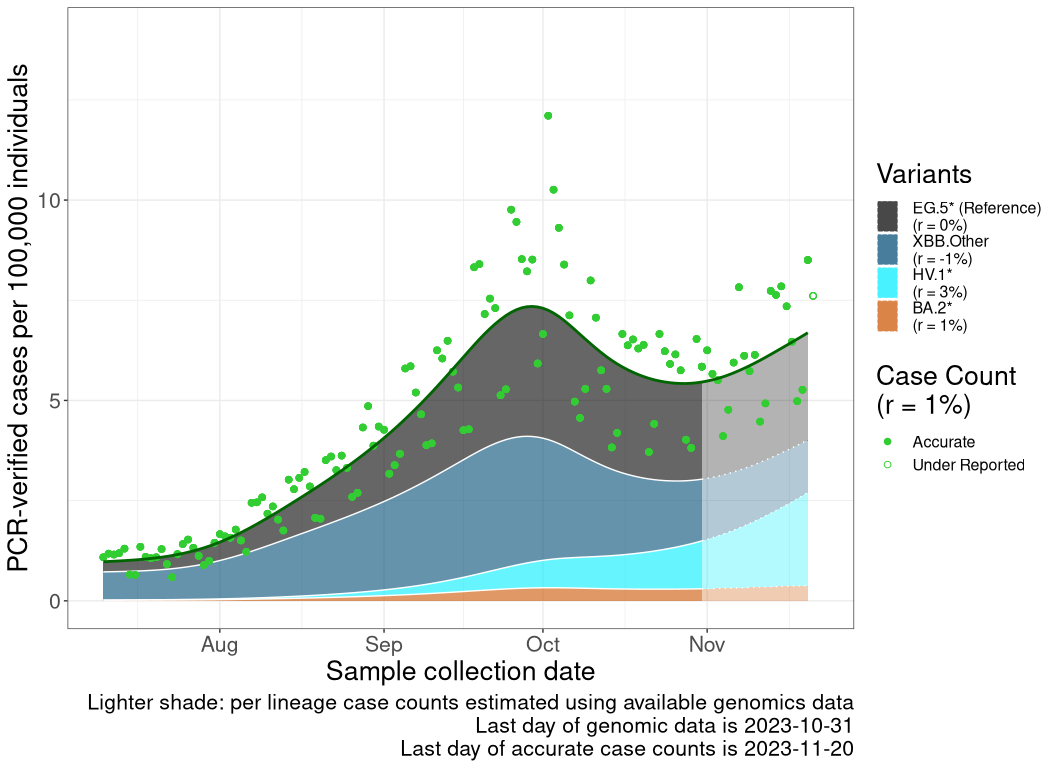 PCR-verified cases per 100,000 individuals
10
5
0
Aug
Sep
Oct
Nov
Sample collection date
Lighter shade: per lineage case counts estimated using available genomics data
Last day of genomic data is 2023-10-31
Last day of accurate case counts is 2023-11-20
Variants
EG.5* (Reference)
(r = 0%)
XBB.Other
(r = -1%)
HV.1*
(r = 3%)
BA.2*
(r = 1%)
Case Count
(r = 1%)
Accurate
Under Reported